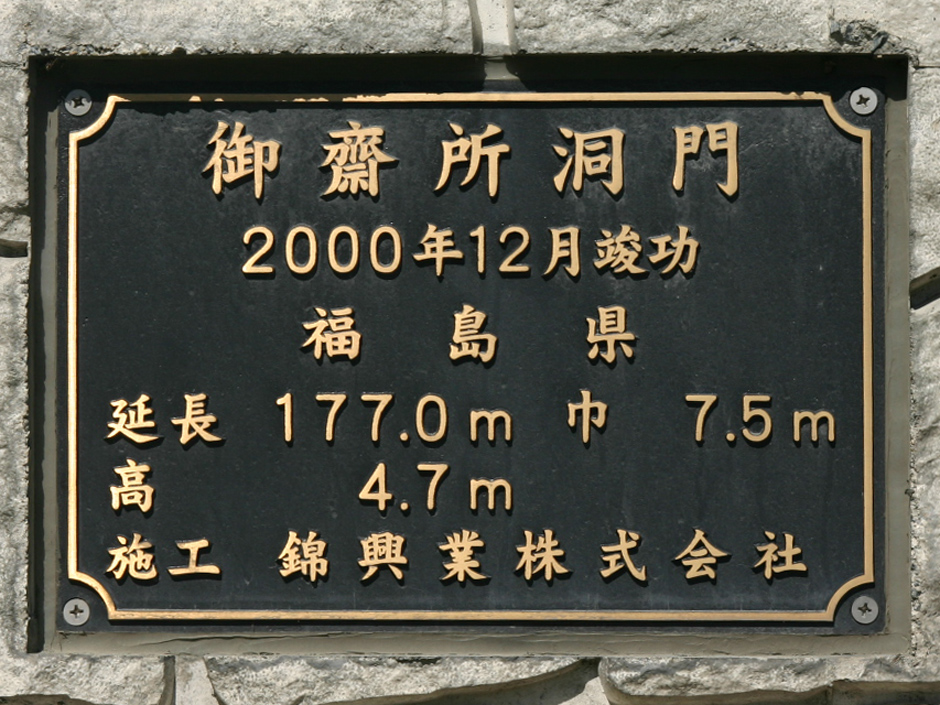 御齋所洞門
2000年12月竣功
福島県
延長 177.0m 巾 7.5m
高 4.7m
施工 錦興業株式会社